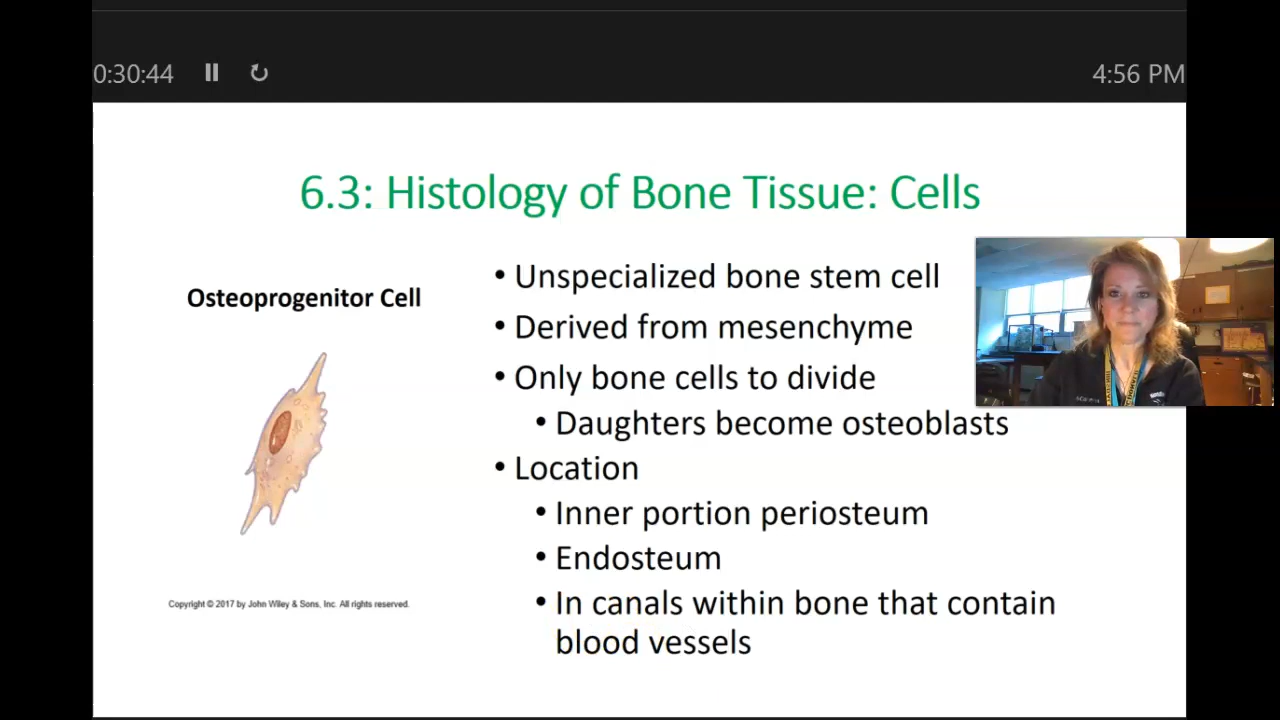 0:30:44
4:56 PM
6.3: Histology of Bone Tissue: Cells
Osteoprogenitor Cell
• Unspecialized bone stem cell
• Derived from mesenchyme
• Only bone cells to divide
• Daughters become osteoblasts
• Location
• Inner portion periosteum
• Endosteum
• In canals within bone that contain
blood vessels
Copyright © 2017 by John Wiley & Sons, Inc. All rights reserved.